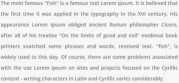 The most famous "Fish" is a famous text Lorem ipsum. It is believed that
the first time it was applied in the typography in the XVI century. His
appearance Lorem ipsum obliged ancient Roman philosopher Cicero,
after all of his treatise "On the limits of good and evil" medieval book
printers snatched some phrases and words, received text. "Fish", is
widely used to this day. Of course, there are some problems associated
with the use Lorem ipsum on sites and projects focused on the Cyrillic
content - writing characters in Latin and Cyrillic varies considerably